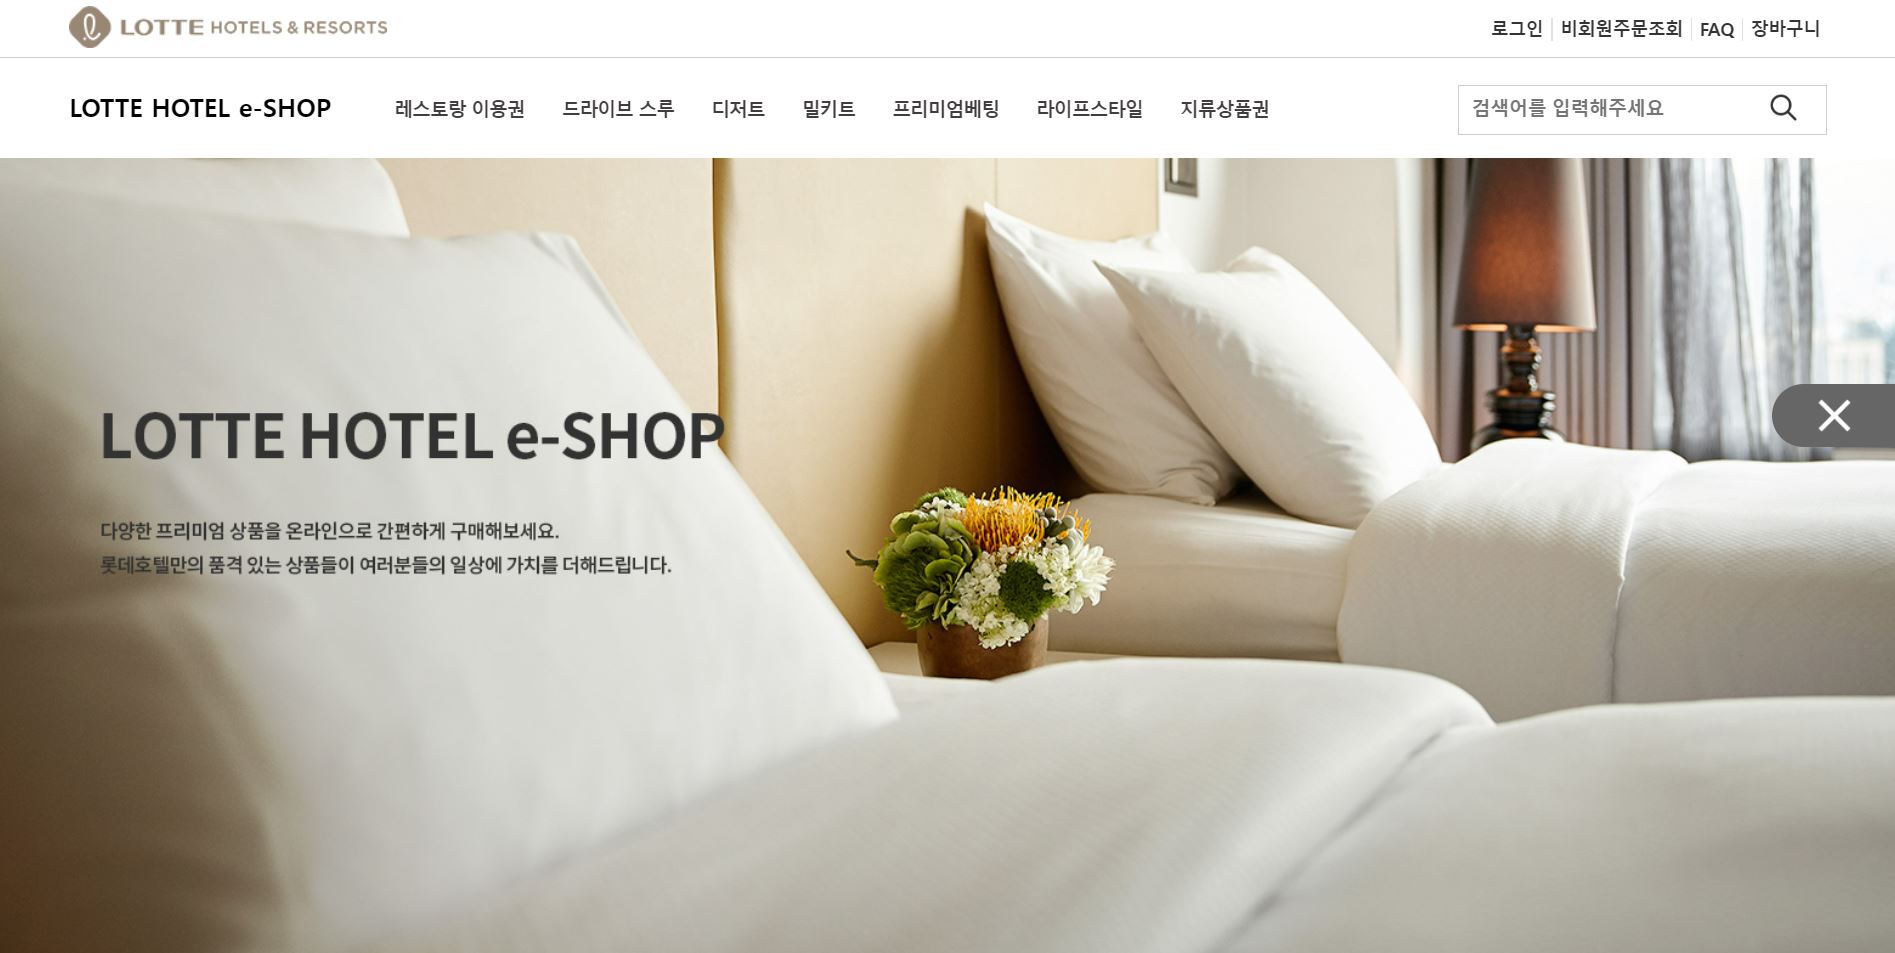 LOTTE HOTELS & RESORTS
로그인 비회원주문조회 FAQ 장바구니
LOTTE HOTEL e-SHOP 레스토랑 이용권 드라이브 스루 디저트 밀키트 프리미엄베팅 라이프스타일 지류상품권 검색어를 입력해주세요
LOTTE HOTEL e-SHOP
다양한 프리미엄 상품을 온라인으로 간편하게 구매해보세요.
롯데호텔만의 품격 있는 상품들이 여러분들의 일상에 가치를 더해드립니다.